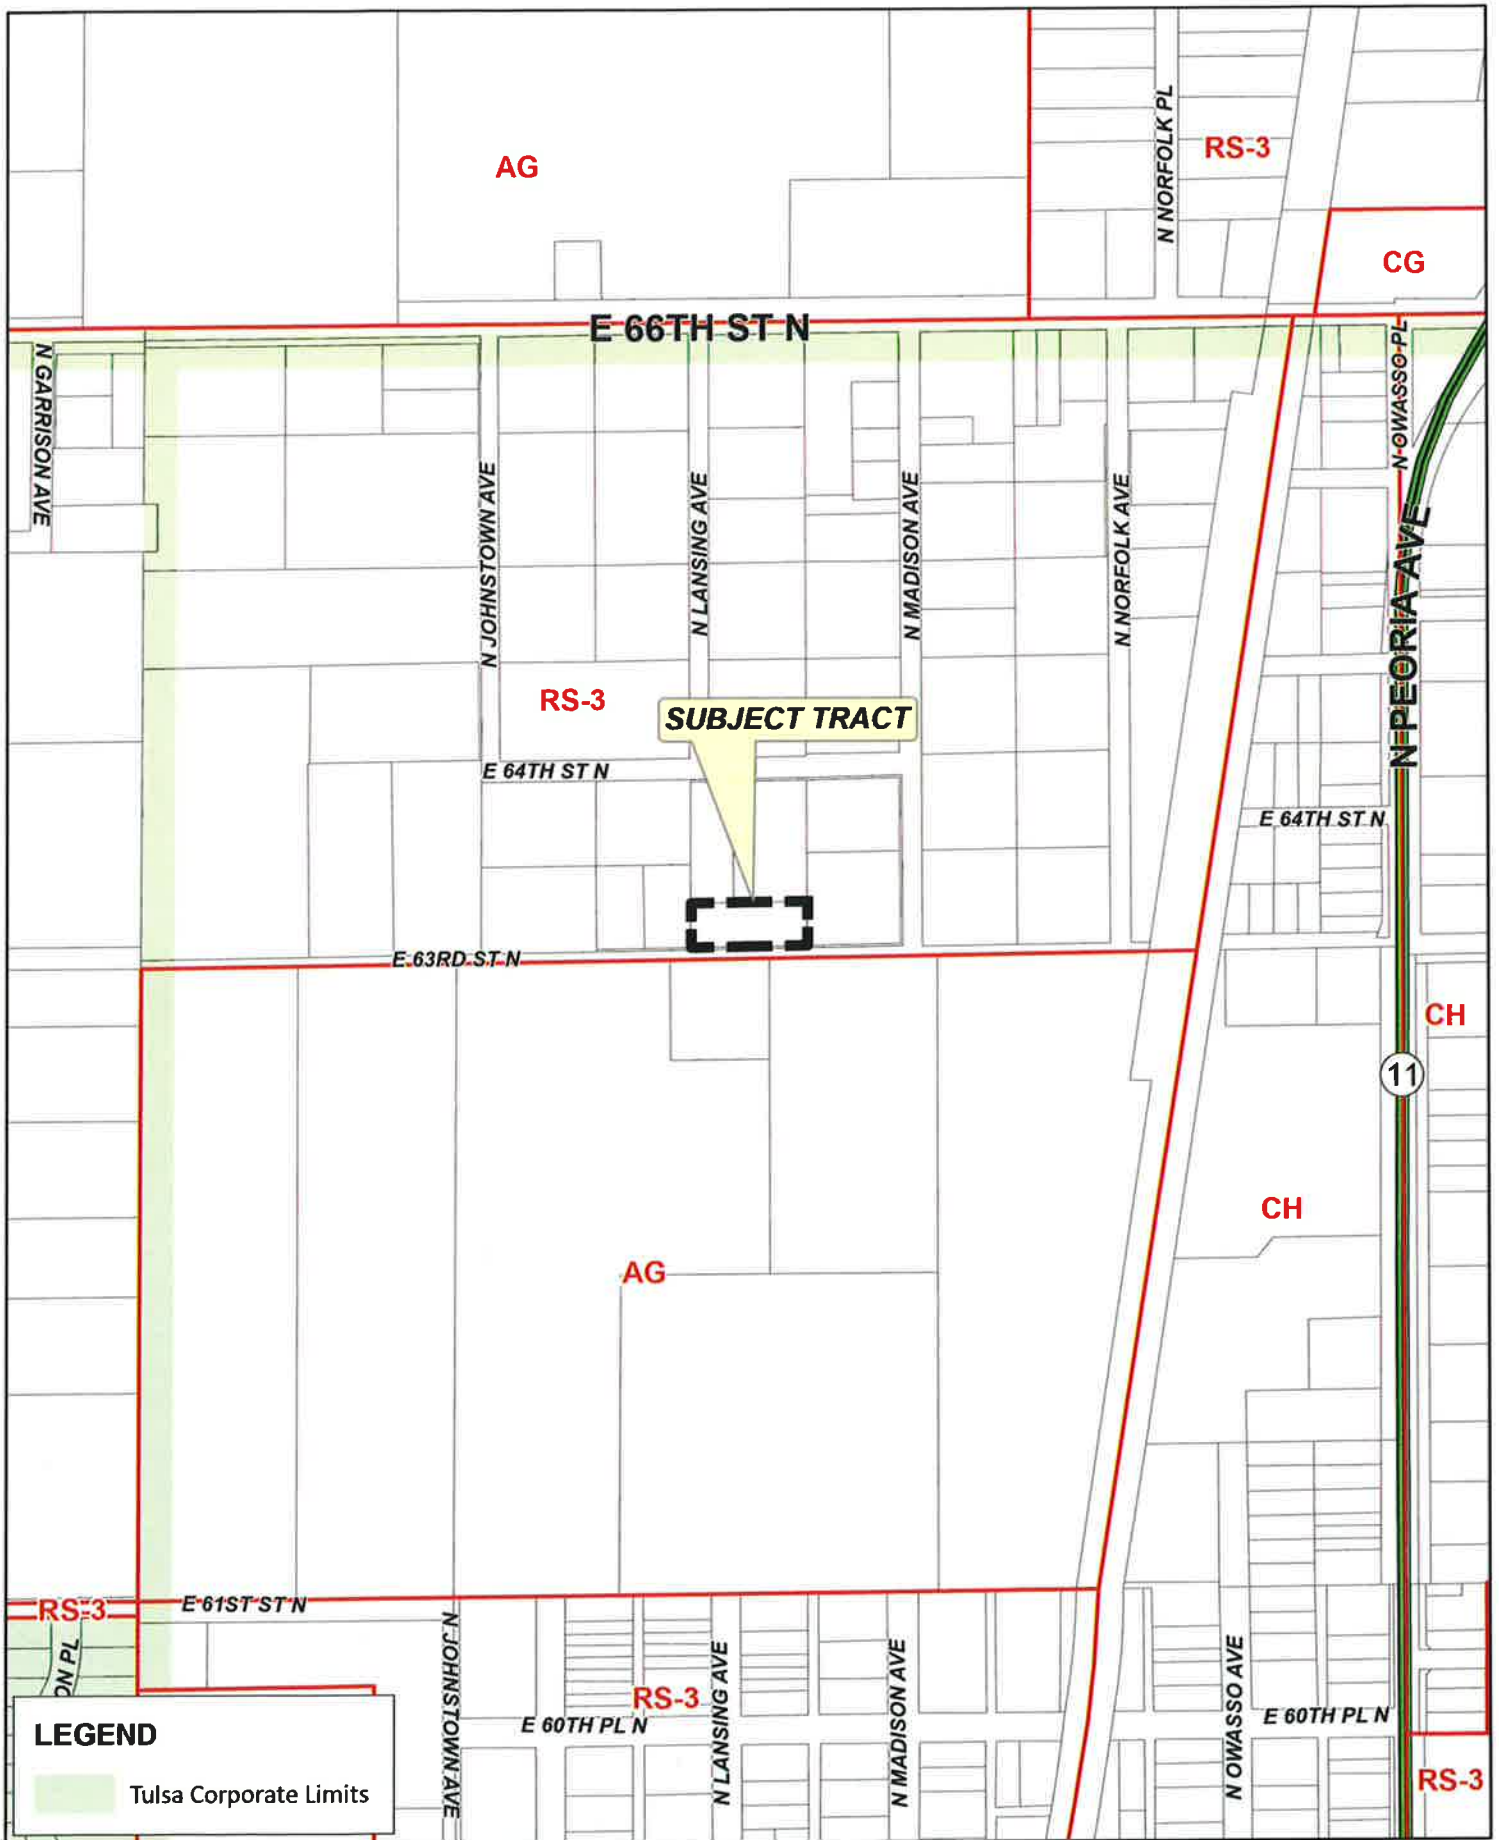 AG
RS-3
N NORFOLK PL
CG
E 66TH ST N
N GARRISON AVE
N JOHNSTOWN AVE
N LANSING AVE
N MADISON AVE
N NORFOLK AVE
N OWASSO PL
N PEORIA AVE
RS-3
SUBJECT TRACT
E 64TH ST N
E 64TH ST N
E 63RD ST N
CH
11
CH
AG
RS-3
E 61ST ST N
ON PL
N JOHNSTOWN AVE
RS-3
E 60TH PL N
N LANSING AVE
N MADISON AVE
N OWASSO AVE
E 60TH PL N
RS-3
LEGEND
Tulsa Corporate Limits